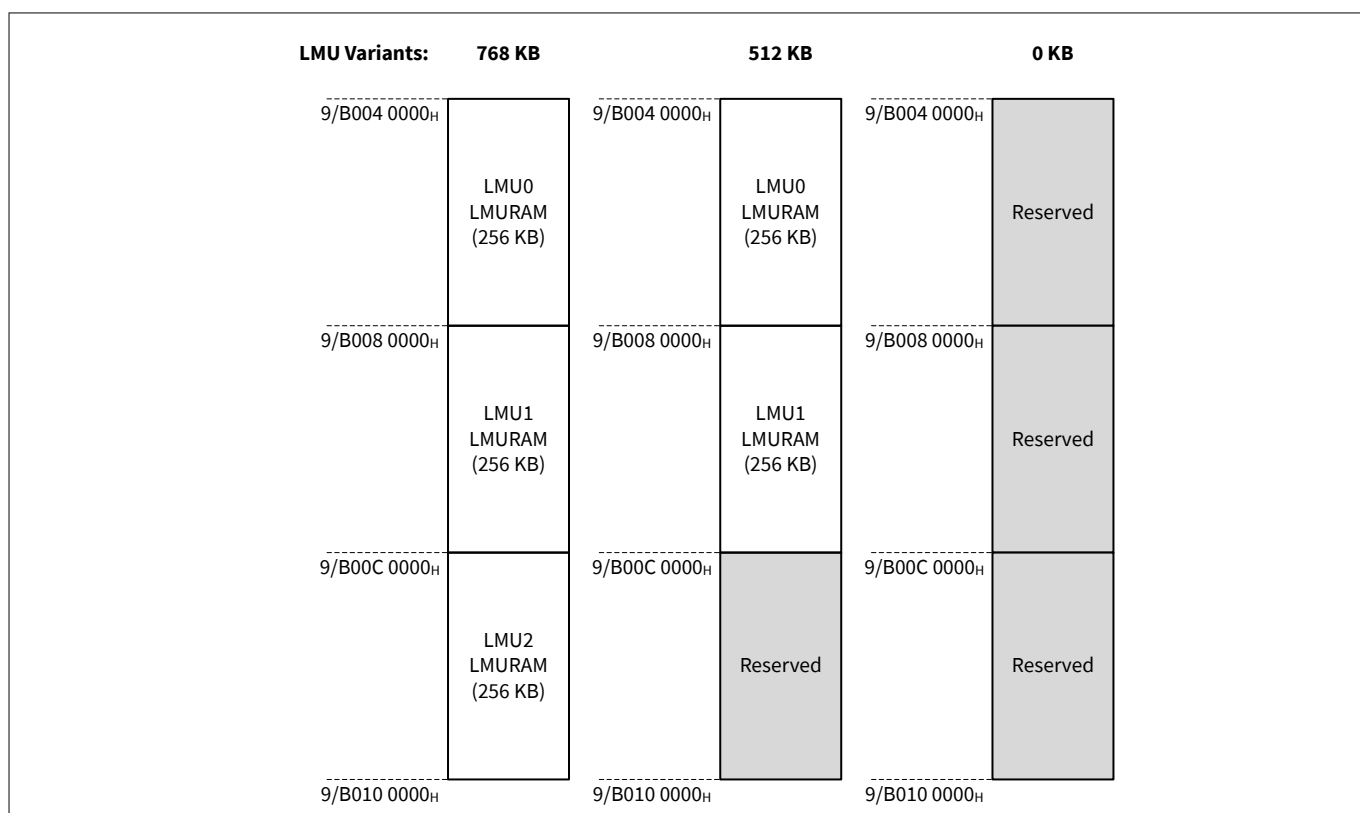 LMU Variants: 768 KB 512 KB 0 KB
9/B004 0000H 9/B004 0000H 9/B004 0000H
LMU0 LMU0
LMURAM LMURAM Reserved
(256 KB) (256 KB)
9/B008 0000H 9/B008 0000H 9/B008 0000H
LMU1 LMU1
LMURAM LMURAM Reserved
(256 KB) (256 KB)
9/B00C 0000H 9/B00C 0000H 9/B00C 0000H
LMU2
LMURAM Reserved Reserved
(256 KB)
9/B010 0000H 9/B010 0000H 9/B010 0000H